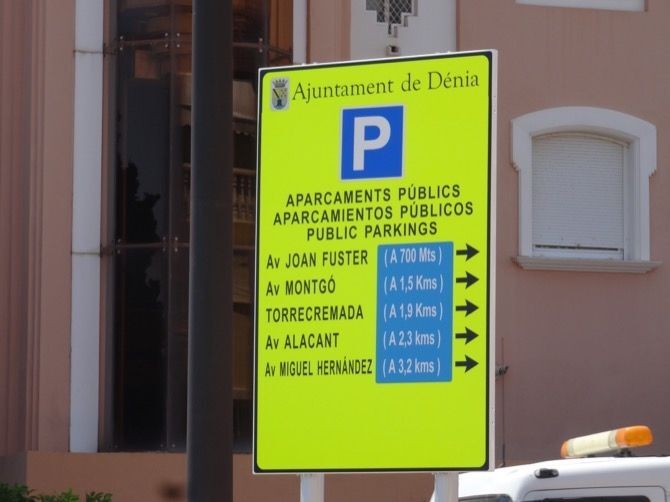 Ajuntament de Dénia
P
APARCAMENTS PÚBLICS
APARCAMIENTOS PÚBLICOS
PUBLIC PARKINGS
Av JOAN FUSTER ( A 700 Mts )
Av MONTGÓ ( A 1,5 Kms )
TORRECREMADA ( A 1,9 Kms )
Av ALACANT ( A 2,3 kms )
Av MIGUEL HERNÁNDEZ ( A 3,2 kms )